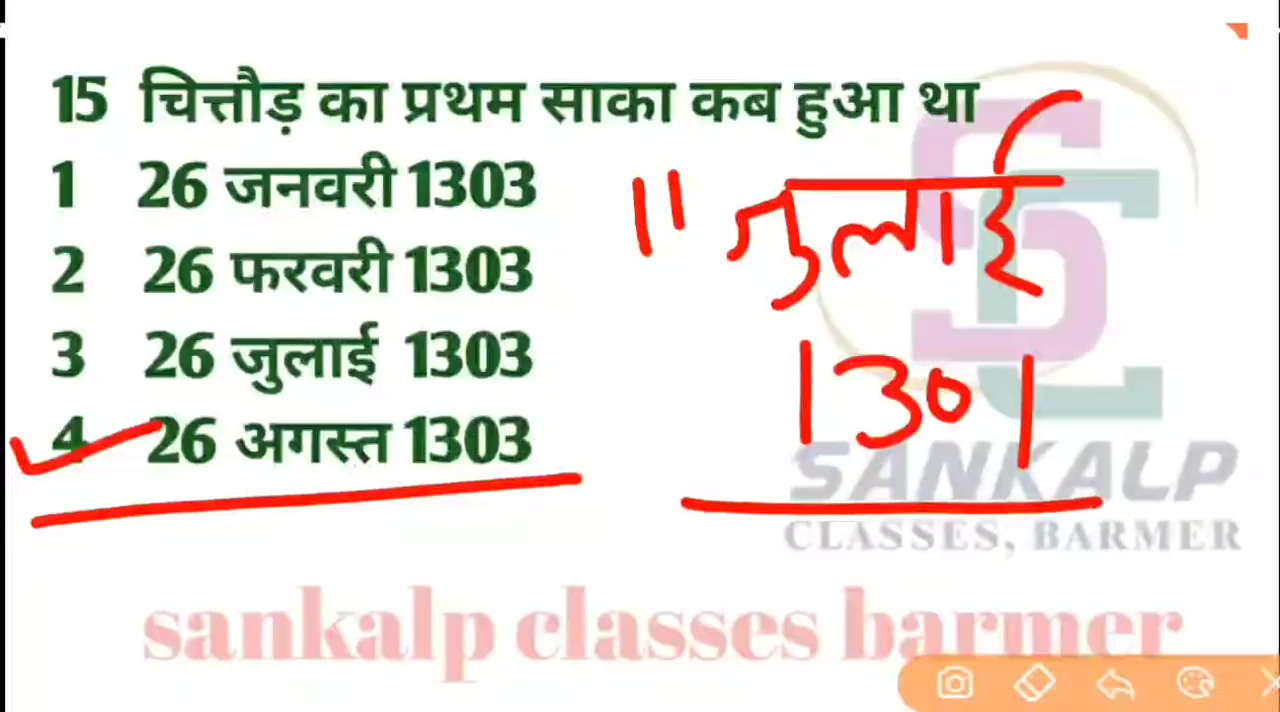 15 चित्तौड़ का प्रथम साका कब हुआ था
1 26 जनवरी 1303
2 26 फरवरी 1303
3 26 जुलाई 1303
4 26 अगस्त 1303
11 जुलाई
1301
SC
SANKALP
CLASSES, BARMER
sankalp classes barmer